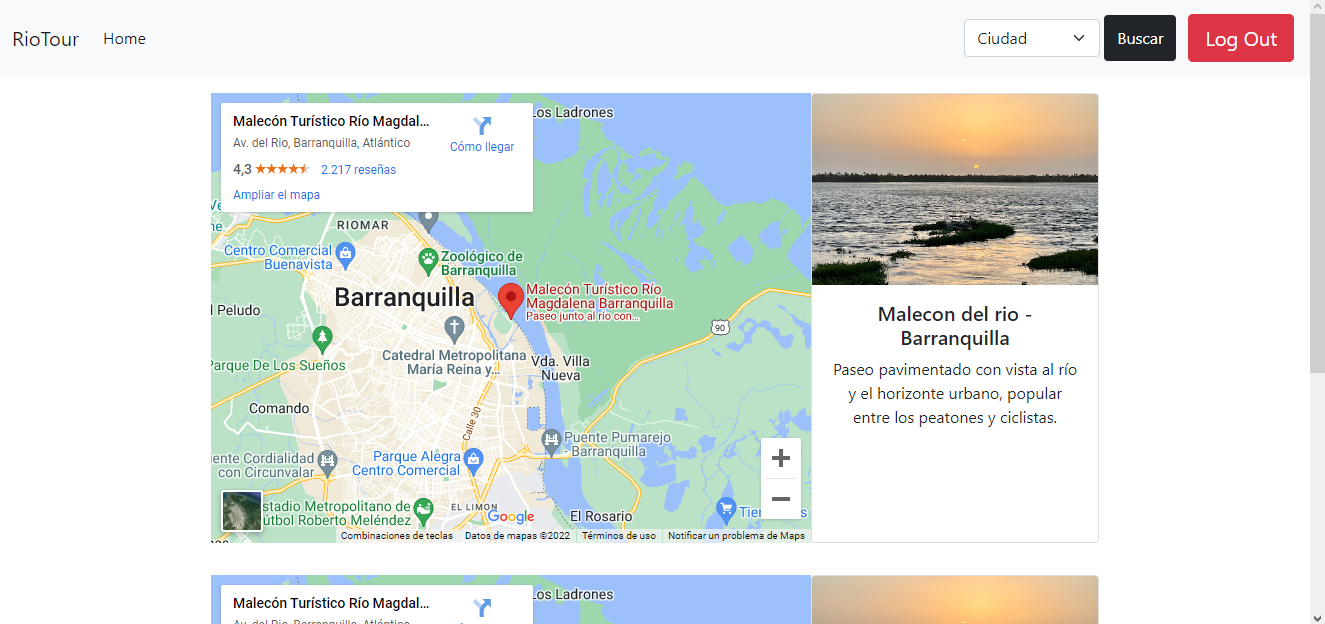 RioTour
Home
Ciudad
Buscar
Log Out
Malecón Turístico Río Magdal...
Av. del Rio, Barranquilla, Atlántico
4,3
2.217 reseñas
Ampliar el mapa
Cómo llegar
Los Ladrones
RIOMAR
Centro Comercial
Buenavista
Zoológico de
Barranquilla
Barranquilla
Malecón Turístico Río
Magdalena Barranquilla
Paseo junto al río con...
l Peludo
90
Catedral Metropolitana
María Reina y...
Vda. Villa
Nueva
Parque De Los Sueños
Comando
Calle 30
Puente Pumarejo
- Barranquilla
ente Cordialidad
con Circunvalar
Parque Alegra
Centro Comercial
stadio Metropolitano de
útbol Roberto Meléndez
EL LIMON
Google
El Rosario
Combinaciones de teclas
Datos de mapas ©2022
Términos de uso
Notificar un problema de Maps
Malecon del rio -
Barranquilla
Paseo pavimentado con vista al río
y el horizonte urbano, popular
entre los peatones y ciclistas.
Malecón Turístico Río Magdal...
Av. del Rio, Barranquilla, Atlántico
Los Ladrones